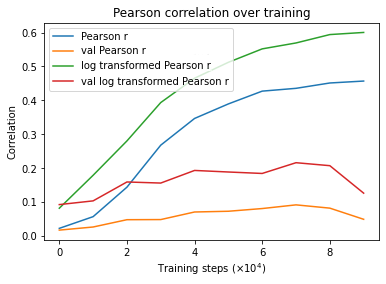 Pearson correlation over training
Pearson r
val Pearson r
log transformed Pearson r
val log transformed Pearson r
Correlation
0.6
0.5
0.4
0.3
0.2
0.1
0.0
0 2 4 6 8
Training steps (×10⁴)